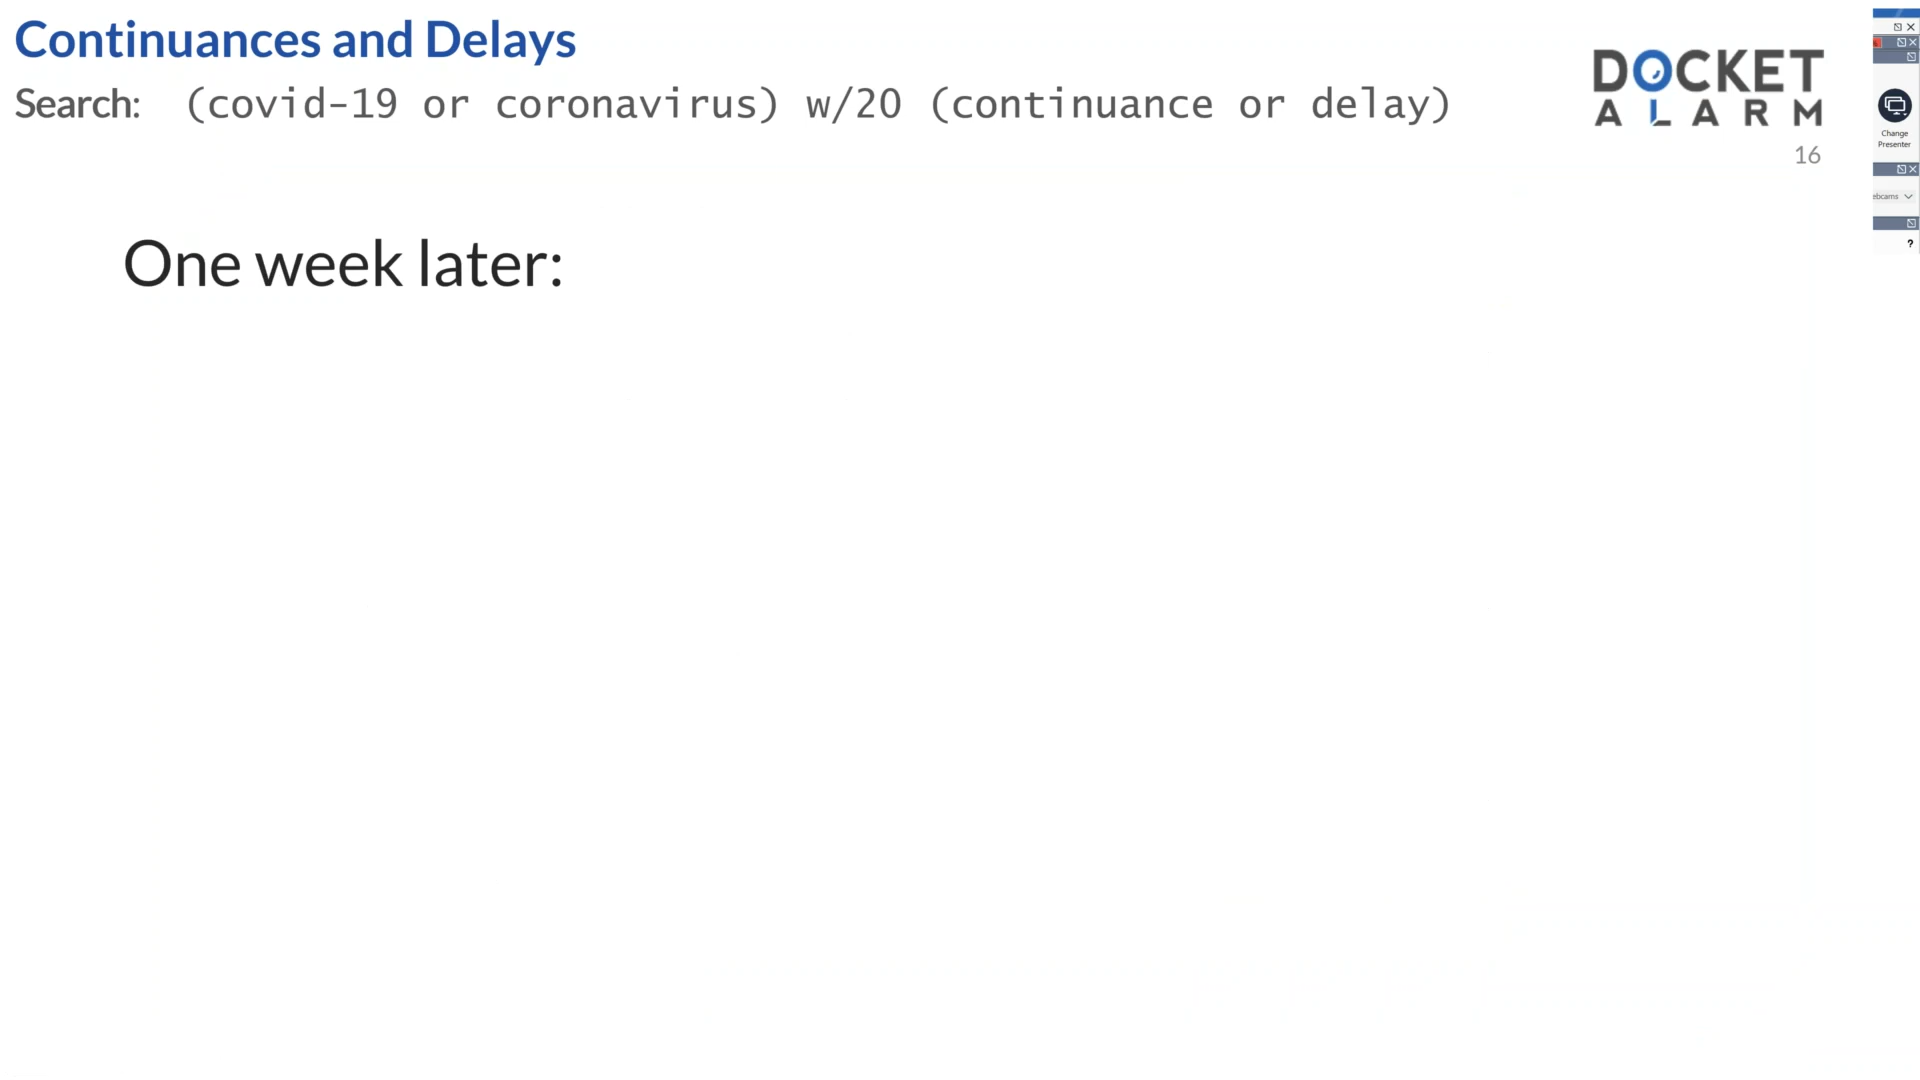 Continuances and Delays
Search: (covid-19 or coronavirus) w/20 (continuance or delay)
DOCKET
ALARM
16
One week later:
Change
Presenter
ebcams
?